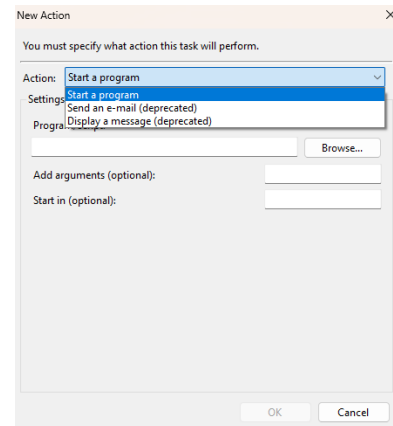 New Action
You must specify what action this task will perform.
Action: Start a program
Settings Start a program
Send an e-mail (deprecated)
Display a message (deprecated)
Browse...
Add arguments (optional):
Start in (optional):
OK Cancel